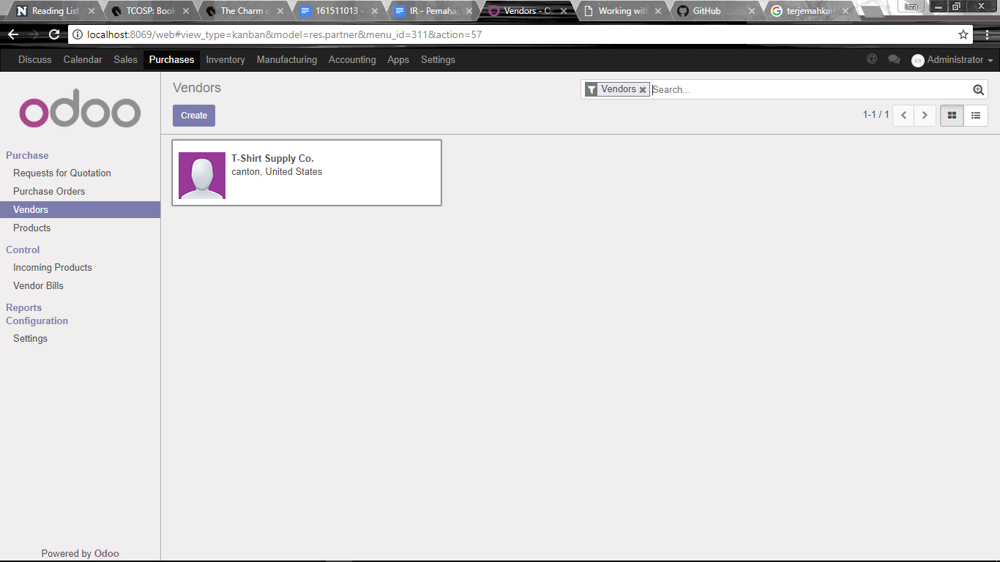 Reading List
TCOSP: Book
The Charm o
161511013 -
IR - Pemaha
Vendors - O
Working with
GitHub
terjemahkan
liza
localhost:8069/web#view_type=kanban&model=res.partner&menu_id=311&action=57
Discuss Calendar Sales Purchases Inventory Manufacturing Accounting Apps Settings
@ Administrator
odoo
Vendors
Vendors Search...
Create
1-1 / 1
Purchase
Requests for Quotation
Purchase Orders
Vendors
Products
Control
Incoming Products
Vendor Bills
Reports
Configuration
Settings
T-Shirt Supply Co.
canton, United States
Powered by Odoo